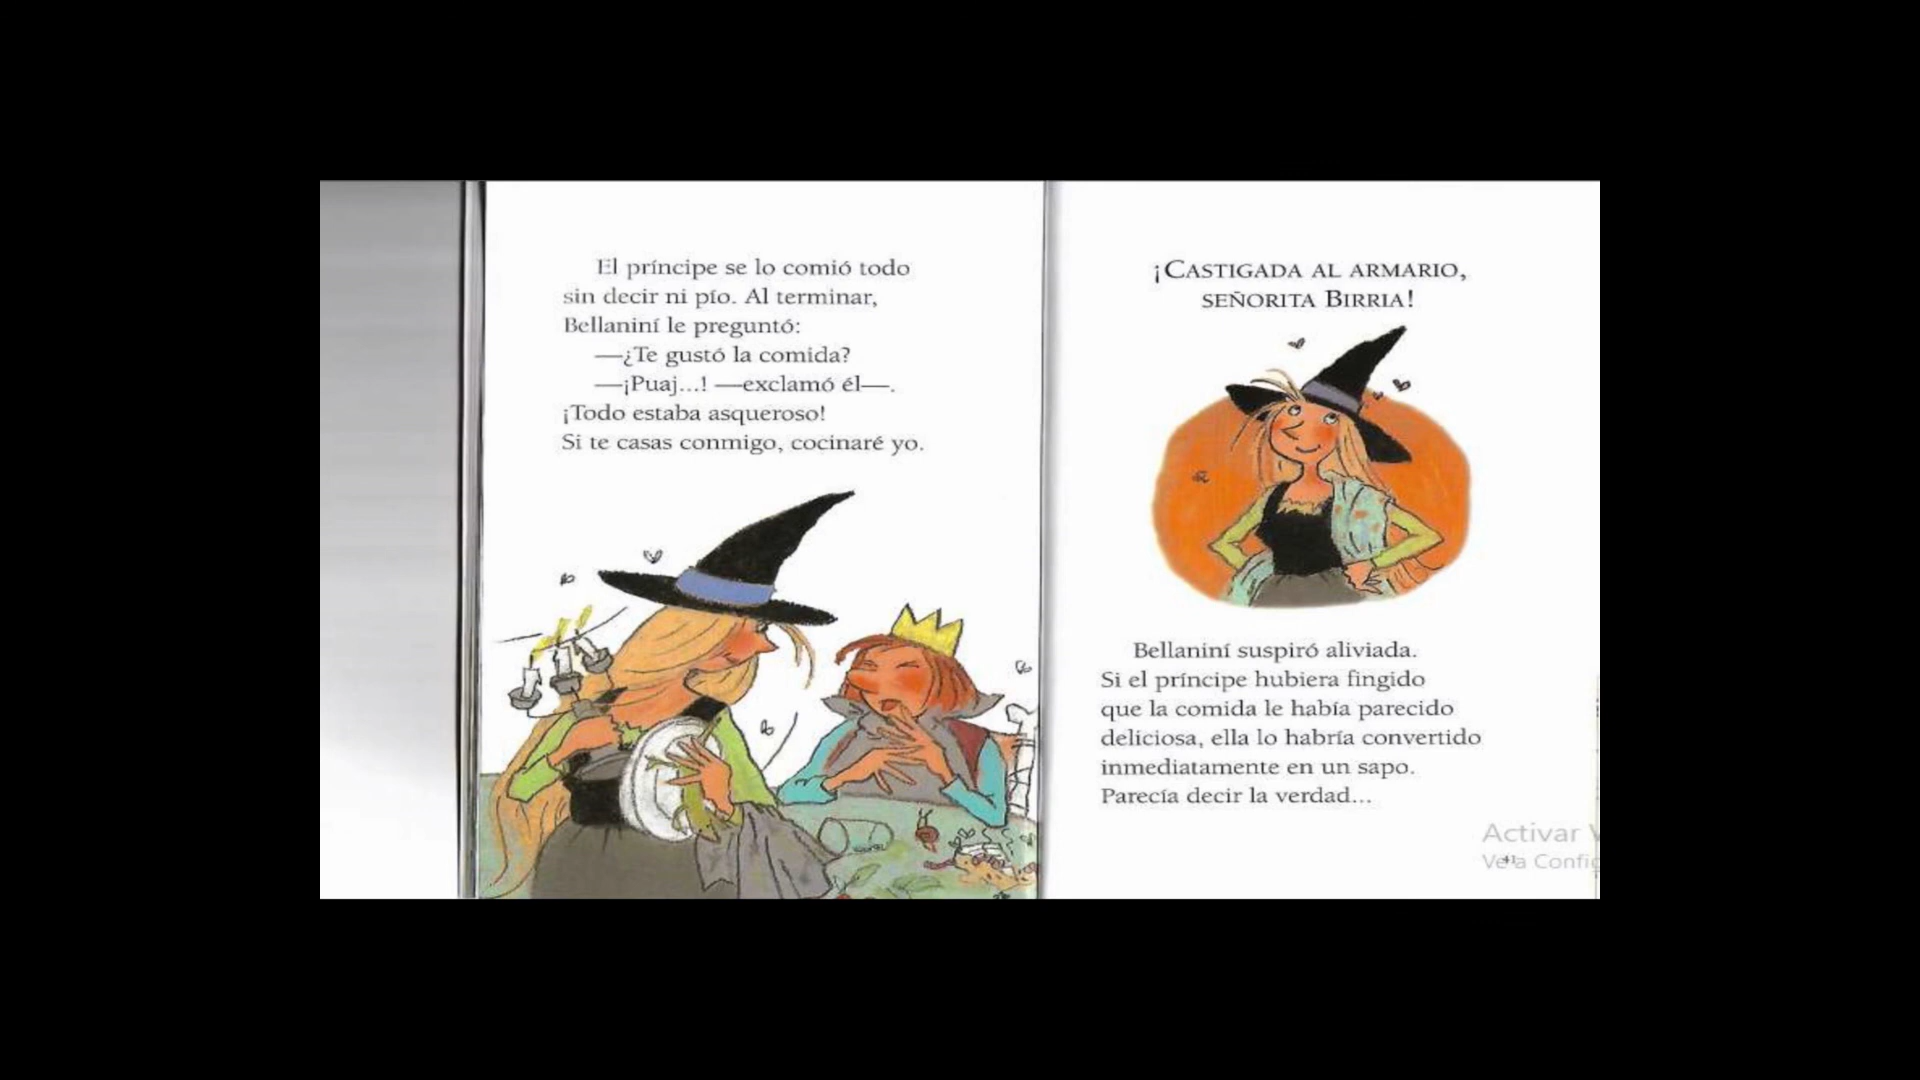 El príncipe se lo comió todo
sin decir ni pío. Al terminar,
Bellaniní le preguntó:
—¿Te gustó la comida?
—¡Puaj...! —exclamó él—.
¡Todo estaba asqueroso!
Si te casas conmigo, cocinaré yo.
¡CASTIGADA AL ARMARIO,
SEÑORITA BIRRIA!
Bellaniní suspiró aliviada.
Si el príncipe hubiera fingido
que la comida le había parecido
deliciosa, ella lo habría convertido
inmediatamente en un sapo.
Parecía decir la verdad...
Activar
Ve a
41